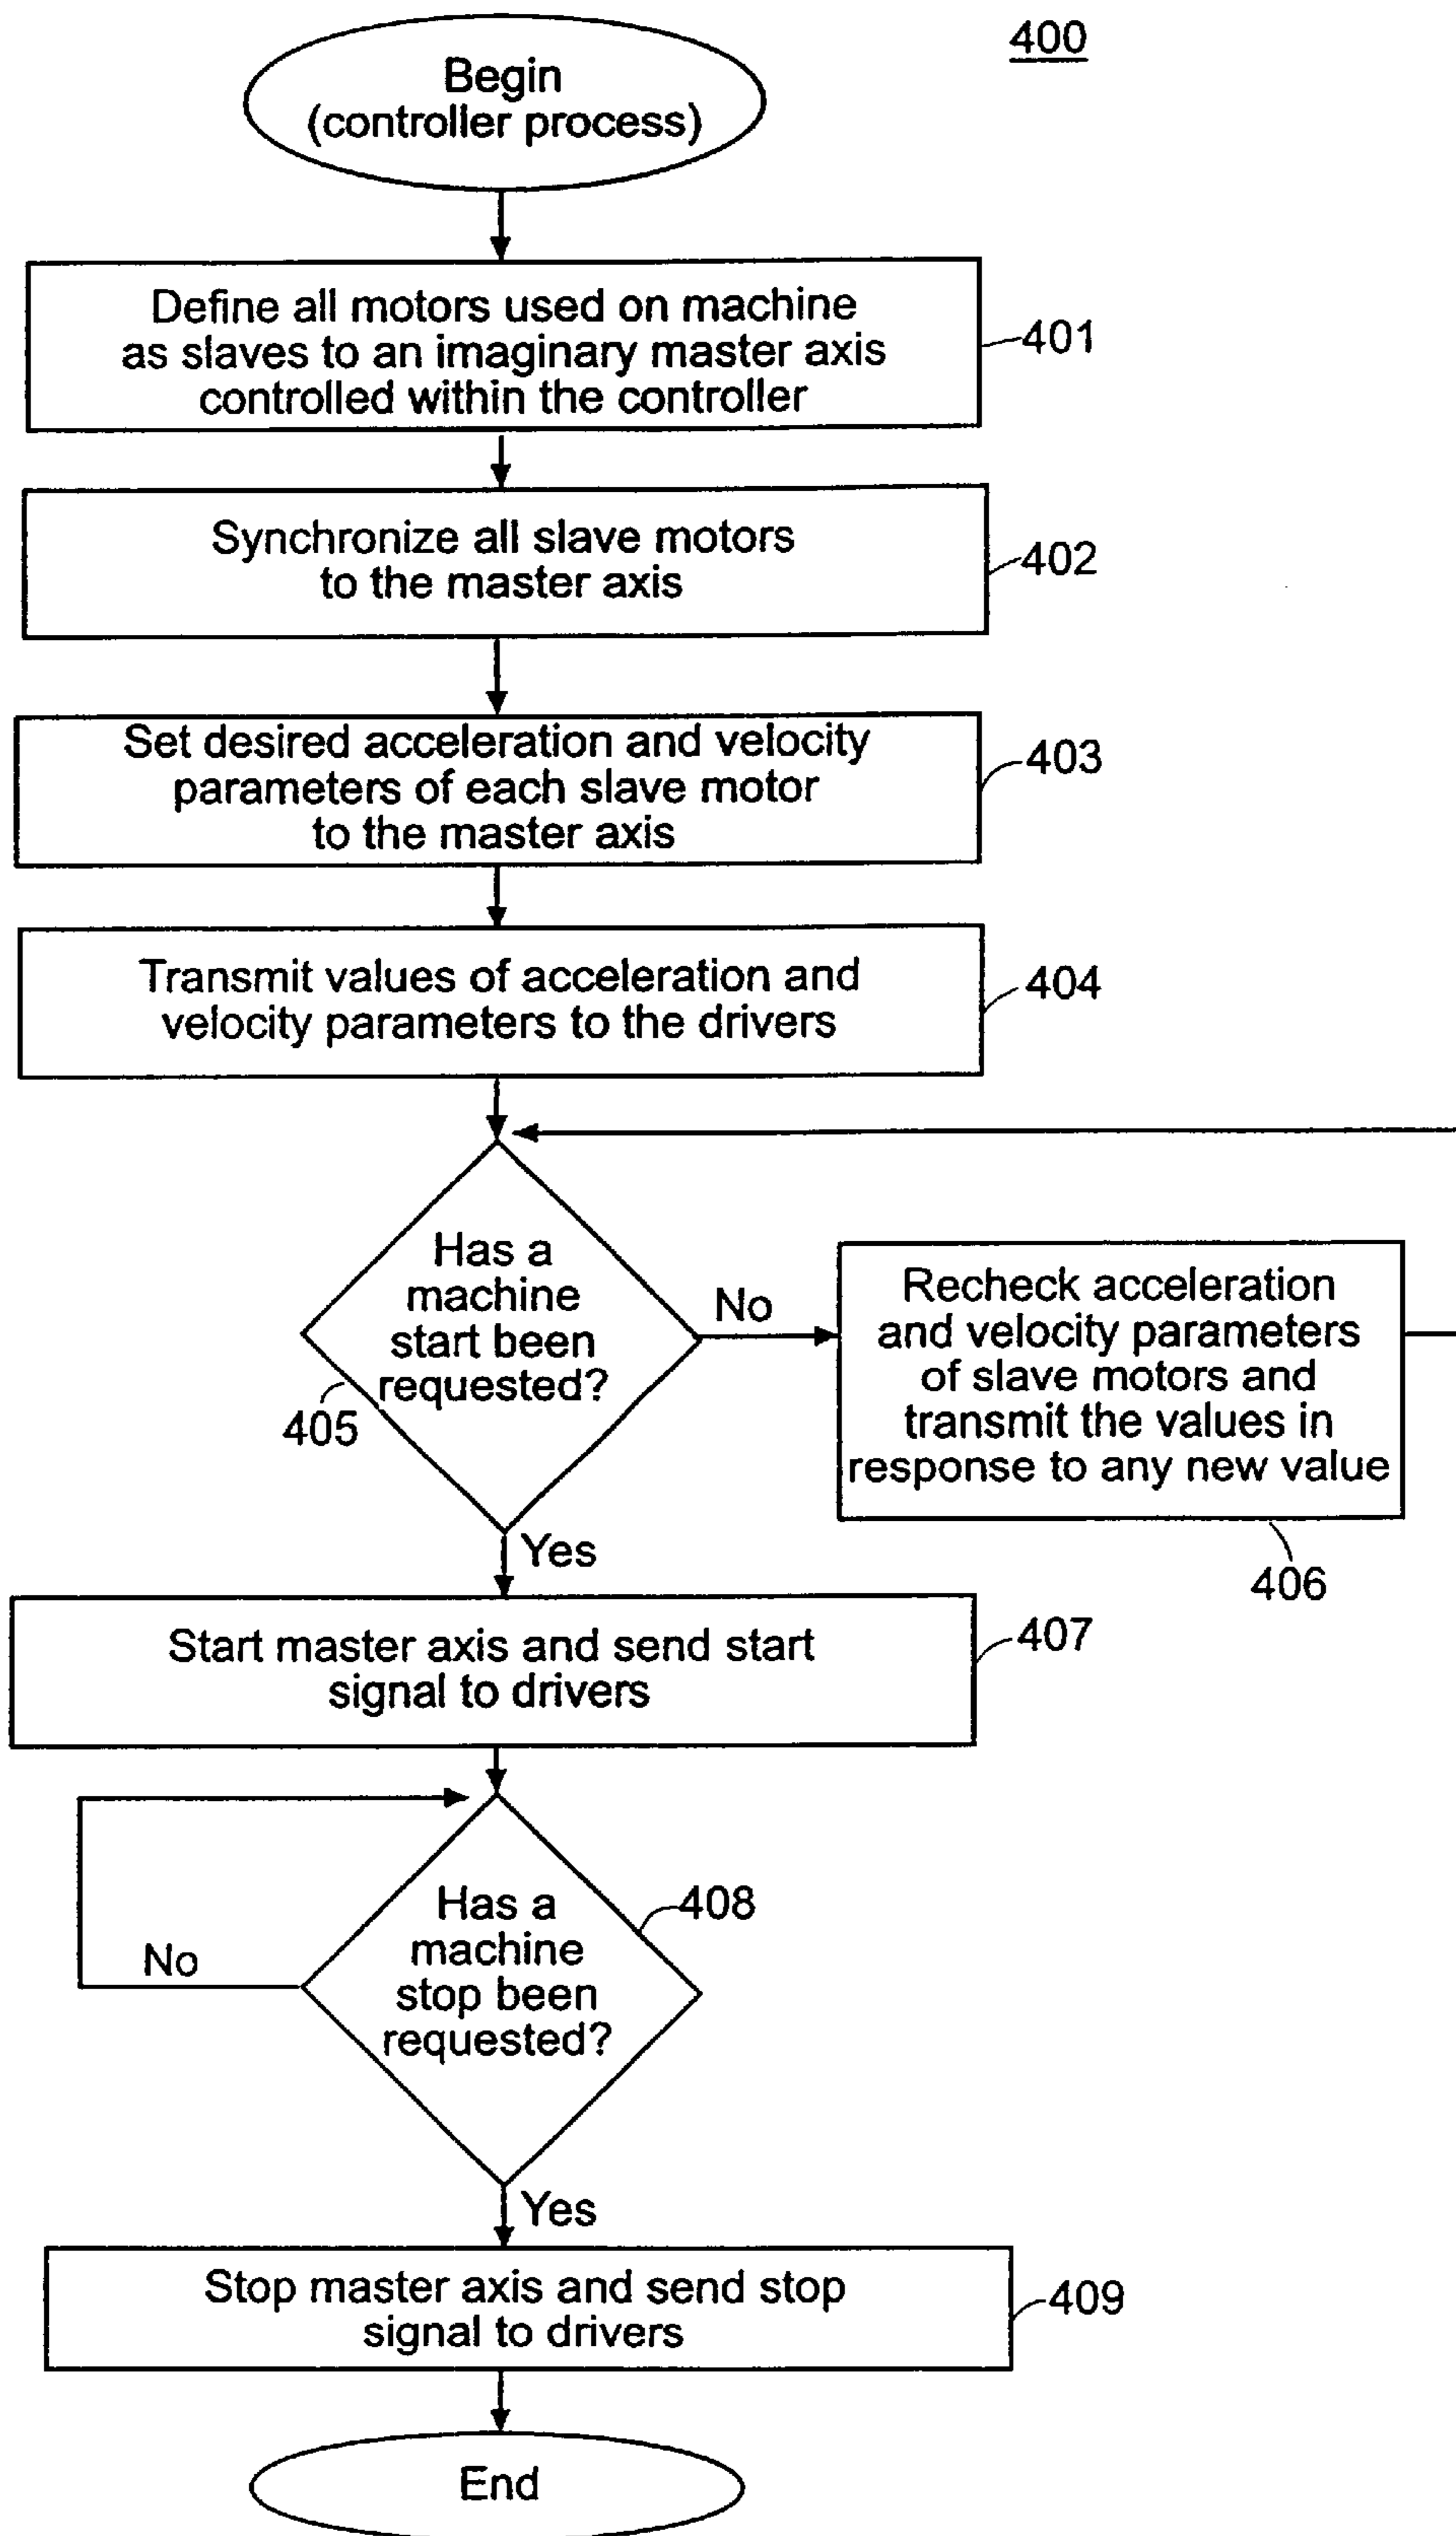 400
Begin
(controller process)
Define all motors used on machine
as slaves to an imaginary master axis
controlled within the controller
401
Synchronize all slave motors
to the master axis
402
Set desired acceleration and velocity
parameters of each slave motor
to the master axis
403
Transmit values of acceleration and
velocity parameters to the drivers
404
Has a
machine
start been
requested?
405
No
Recheck acceleration
and velocity parameters
of slave motors and
transmit the values in
response to any new value
406
Yes
Start master axis and send start
signal to drivers
407
Has a
machine
stop been
requested?
408
No
Yes
Stop master axis and send stop
signal to drivers
409
End